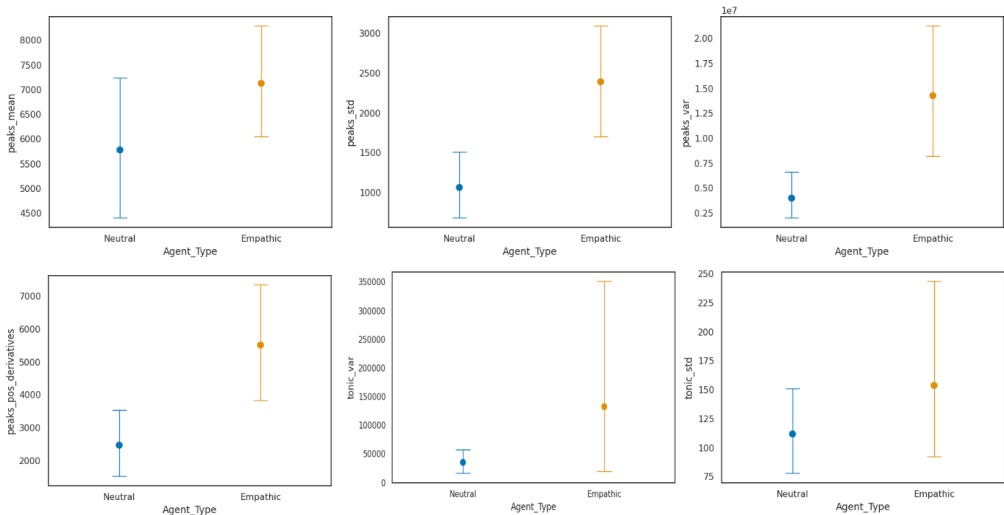 peaks_mean
8000
7500
7000
6500
6000
5500
5000
4500
Neutral
Empathic
Agent_Type
peaks_std
3000
2500
2000
1500
1000
Neutral
Empathic
Agent_Type
1e7
peaks_var
2.00
1.75
1.50
1.25
1.00
0.75
0.50
0.25
Neutral
Empathic
Agent_Type
peaks_pos_derivatives
7000
6000
5000
4000
3000
2000
Neutral
Empathic
Agent_Type
tonic_var
350000
300000
250000
200000
150000
100000
50000
0
Neutral
Empathic
Agent_Type
tonic_std
250
225
200
175
150
125
100
75
Neutral
Empathic
Agent_Type